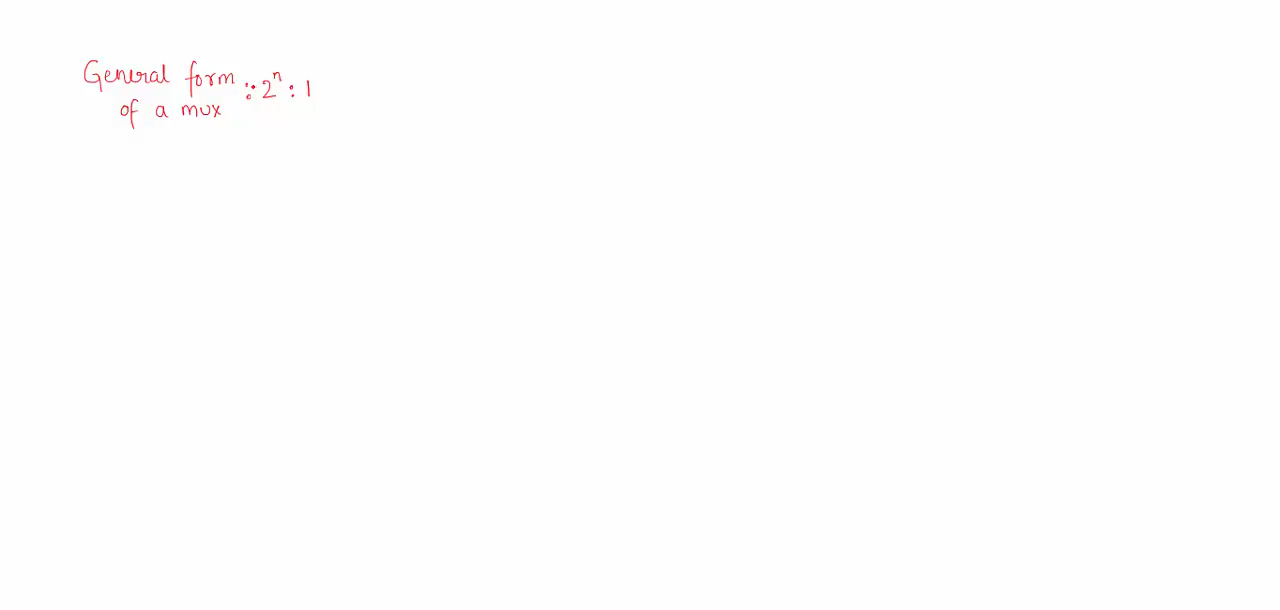 General form : 2ⁿ : 1
of a mux